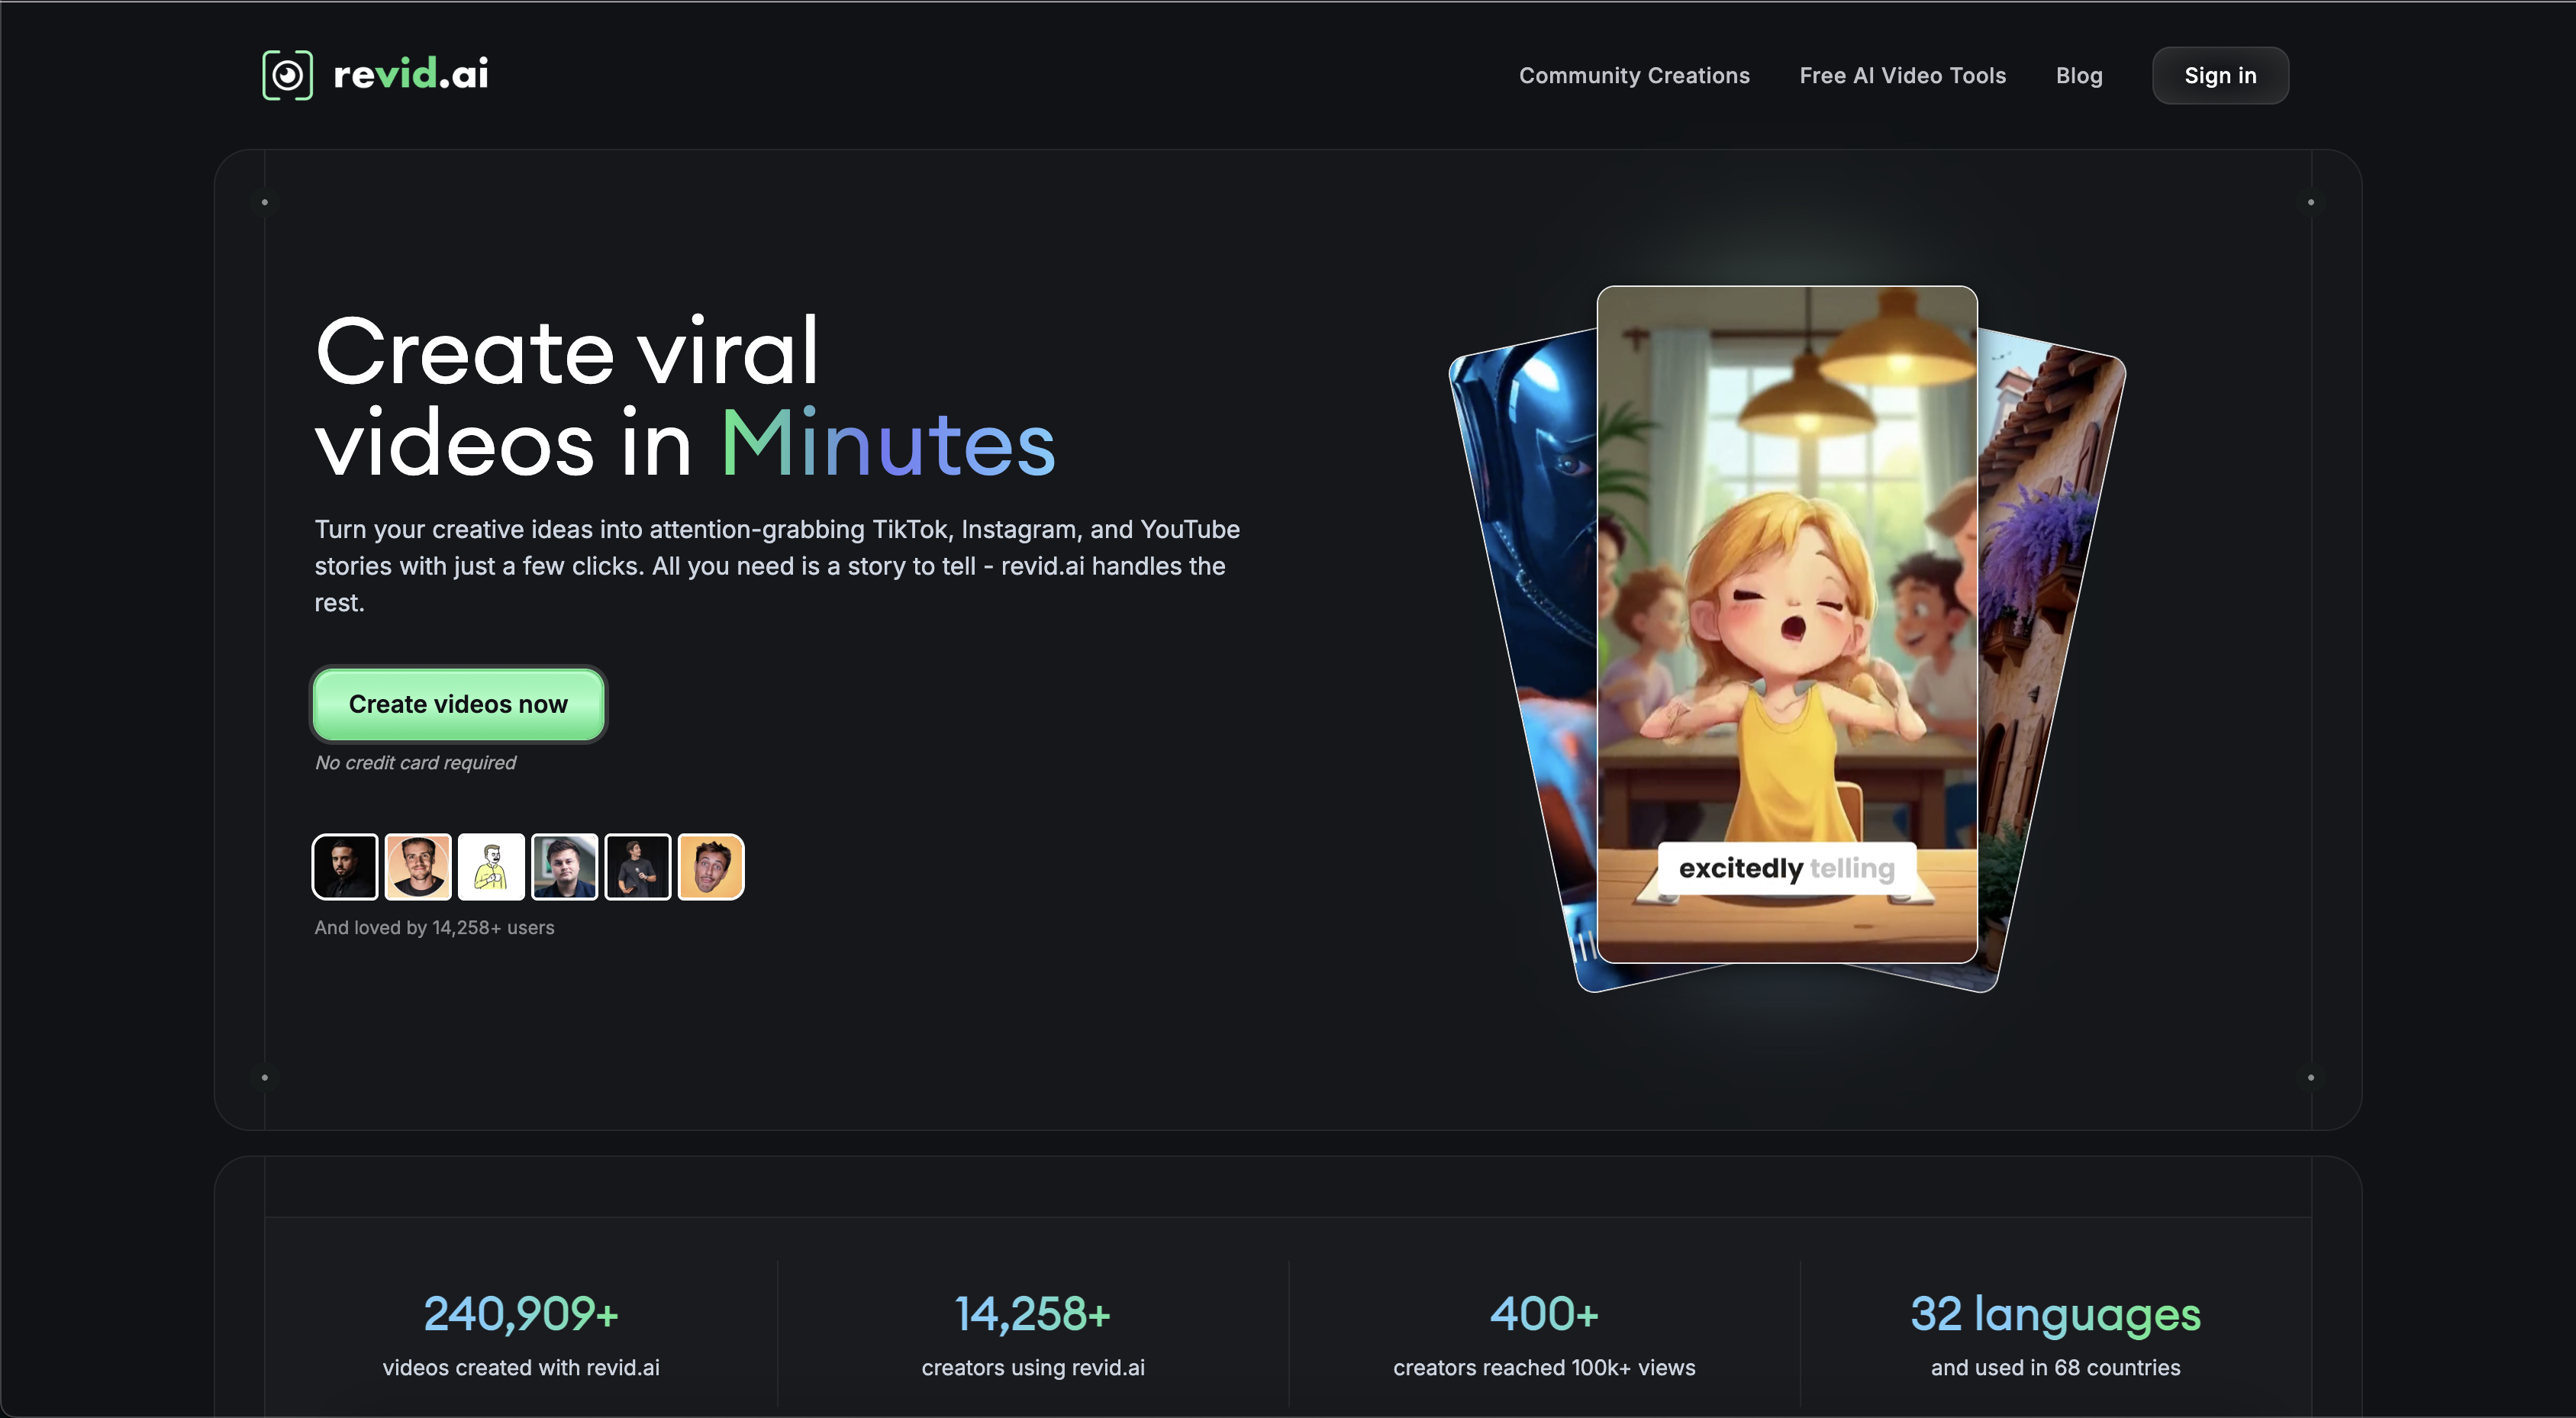 revid.ai
Community Creations
Free AI Video Tools
Blog
Sign in
Create viral
videos in Minutes
Turn your creative ideas into attention-grabbing TikTok, Instagram, and YouTube
stories with just a few clicks. All you need is a story to tell - revid.ai handles the
rest.
Create videos now
No credit card required
And loved by 14,258+ users
excitedly telling
240,909+
videos created with revid.ai
14,258+
creators using revid.ai
400+
creators reached 100k+ views
32 languages
and used in 68 countries